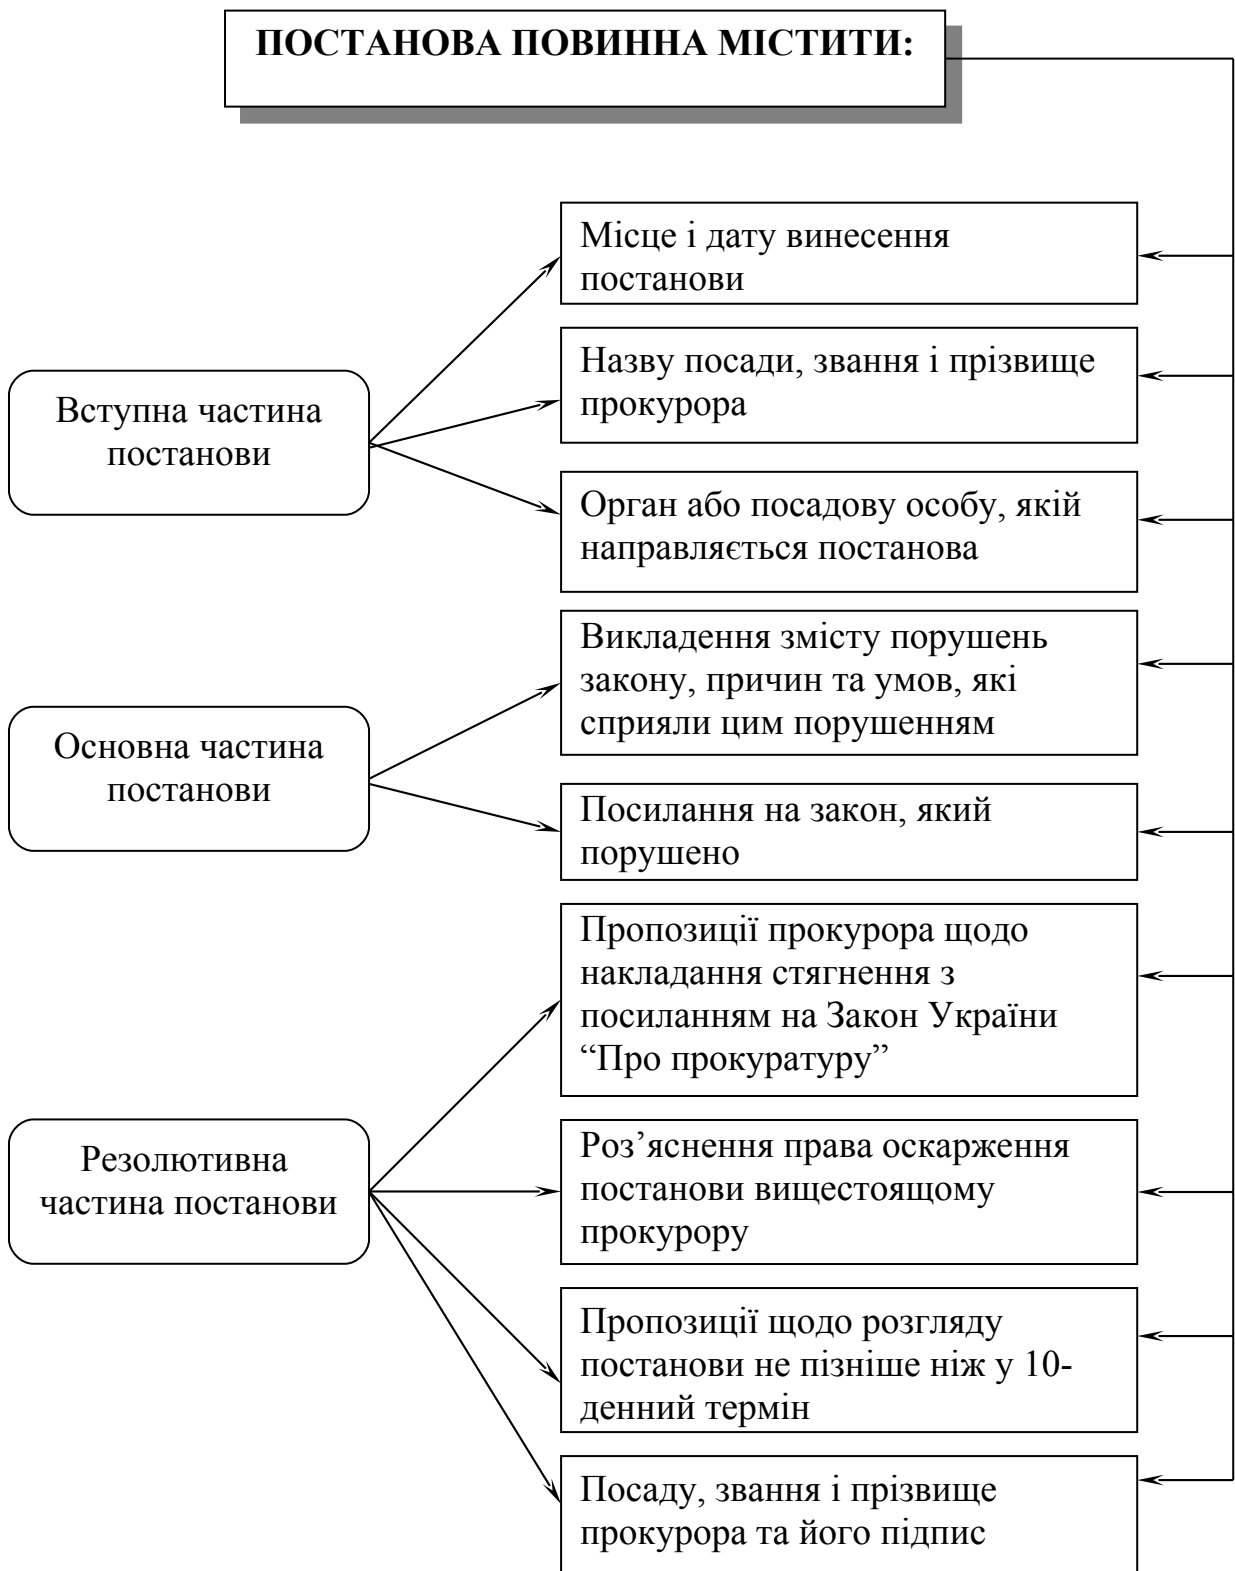 ПОСТАНОВА ПОВИННА МІСТИТИ:
Місце і дату винесення
постанови
Назву посади, звання і прізвище
прокурора
Вступна частина
постанови
Орган або посадову особу, якій
направляється постанова
Викладення змісту порушень
закону, причин та умов, які
сприяли цим порушенням
Основна частина
постанови
Посилання на закон, який
порушено
Пропозиції прокурора щодо
накладання стягнення з
посиланням на Закон України
“Про прокуратуру”
Резолютивна
частина постанови
Роз’яснення права оскарження
постанови вищестоящому
прокурору
Пропозиції щодо розгляду
постанови не пізніше ніж у 10-
денний термін
Посаду, звання і прізвище
прокурора та його підпис